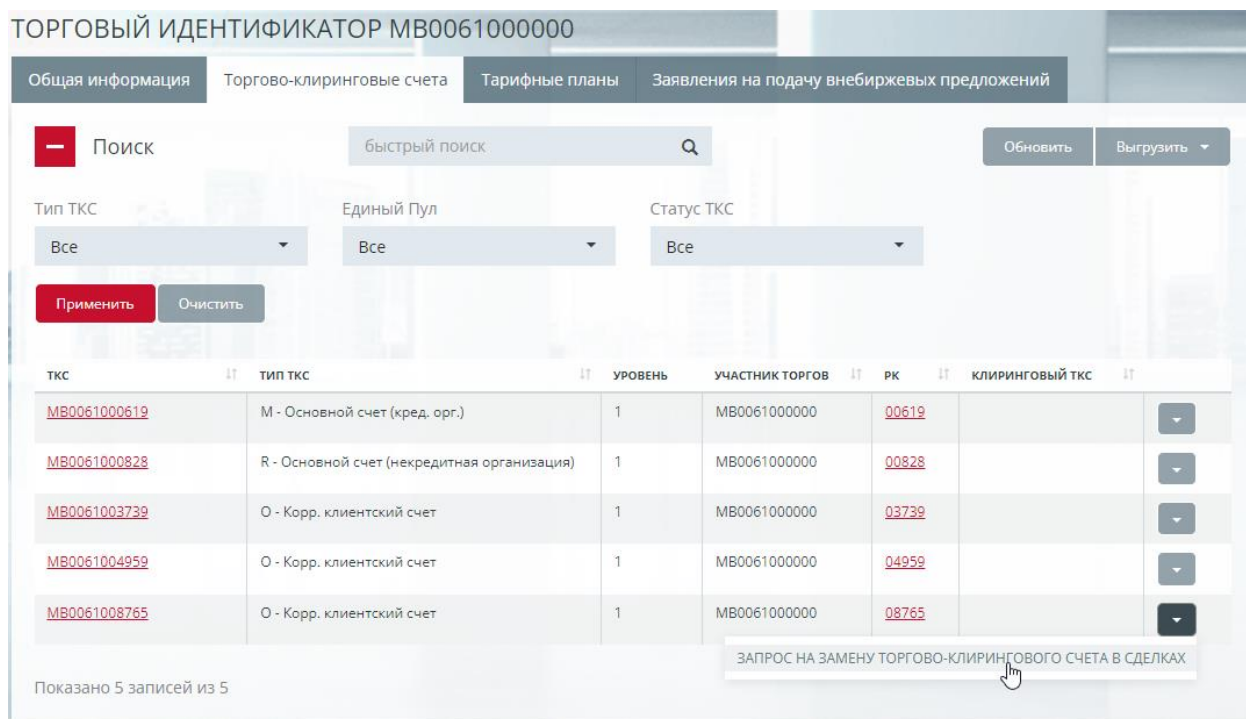 ТОРГОВЫЙ ИДЕНТИФИКАТОР MB0061000000
Общая информация Торгово-клиринговые счета Тарифные планы Заявления на подачу внебиржевых предложений
Поиск быстрый поиск Обновить Выгрузить
Тип ТКС Единый Пул Статус ТКС
Все Все Все
Применить Очистить
ТКС ТИП ТКС УРОВЕНЬ УЧАСТНИК ТОРГОВ РК КЛИРИНГОВЫЙ ТКС
MB0061000619 М - Основной счет (кред. орг.) 1 MB0061000000 00619
MB0061000828 R - Основной счет (некредитная организация) 1 MB0061000000 00828
MB0061003739 О - Корр. клиентский счет 1 MB0061000000 03739
MB0061004959 О - Корр. клиентский счет 1 MB0061000000 04959
MB0061008765 О - Корр. клиентский счет 1 MB0061000000 08765
ЗАПРОС НА ЗАМЕНУ ТОРГОВО-КЛИРИНГОВОГО СЧЕТА В СДЕЛКАХ
Показано 5 записей из 5